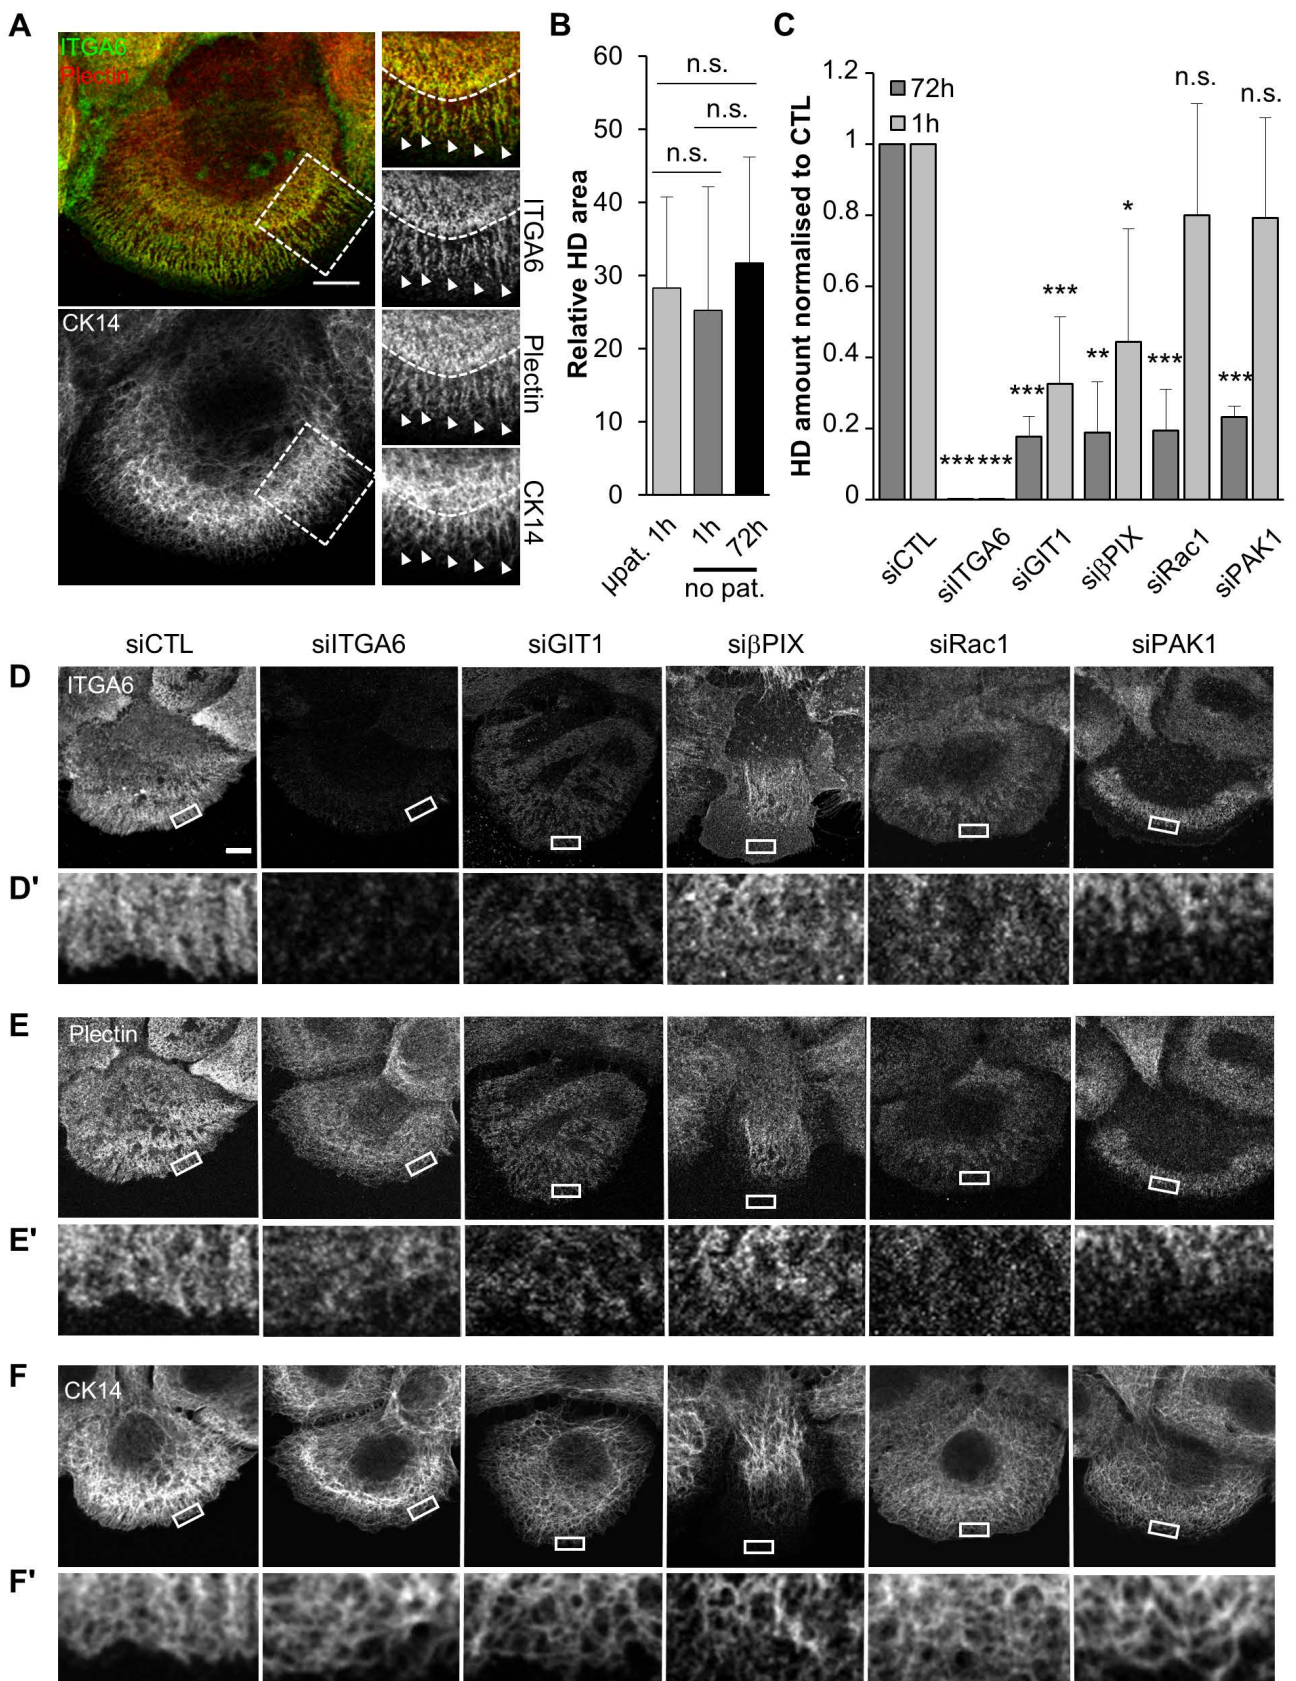 A
ITGA6
Plectin
ITGA6
CK14
Plectin
CK14
B
60
50
40
30
20
10
0
Relative HD area
n.s.
n.s.
n.s.
µpat. 1h
1h
72h
no pat.
C
1.2
1
0.8
0.6
0.4
0.2
0
HD amount normalised to CTL
72h
1h
******
***
***
**
*
***
n.s.
***
n.s.
siCTL
siITGA6
siGIT1
siβPIX
siRac1
siPAK1
siCTL siITGA6 siGIT1 siβPIX siRac1 siPAK1
D
ITGA6
D'
E
Plectin
E'
F
CK14
F'